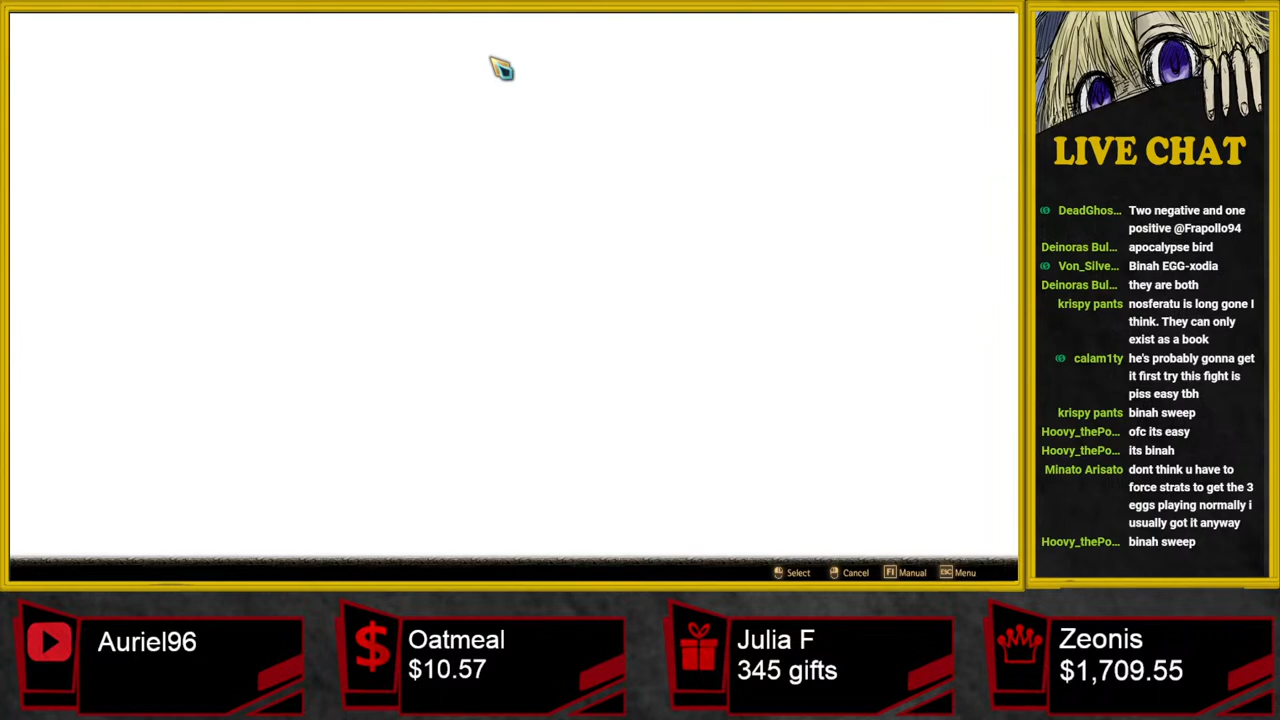 LIVE CHAT
DeadGhos... Two negative and one
positive @Frapollo94
Deinoras Bul... apocalypse bird
Von_Silve... Binah EGG-xodia
Deinoras Bul... they are both
krispy pants nosferatu is long gone I
think. They can only
exist as a book
calam1ty he's probably gonna get
it first try this fight is
piss easy tbh
krispy pants binah sweep
Hoovy_thePo... ofc its easy
Hoovy_thePo... its binah
Minato Arisato dont think u have to
force strats to get the 3
eggs playing normally i
usually got it anyway
Hoovy_thePo... binah sweep
Select Cancel F1 Manual ESC Menu
Auriel96
$ Oatmeal
$10.57
Julia F
345 gifts
Zeonis
$1,709.55